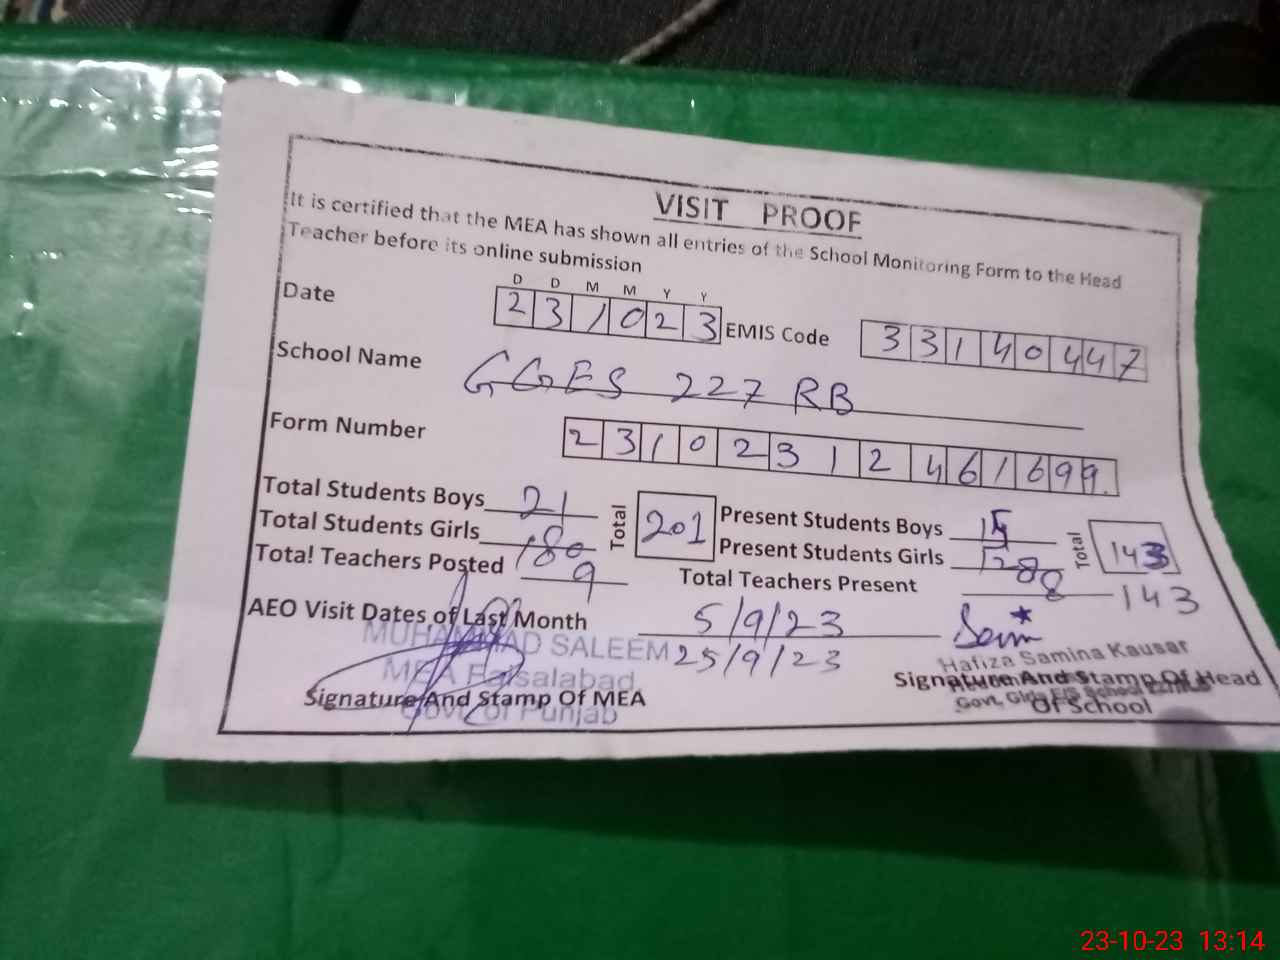 VISIT PROOF
It is certified that the MEA has shown all entries of the School Monitoring Form to the Head
Teacher before its online submission
D D M M Y Y
Date 2 3 1 0 2 3 EMIS Code 3 3 1 4 0 4 4 7
School Name GGES 227 RB
Form Number 2 3 1 0 2 3 1 2 4 6 1 6 9 9
Total Students Boys 21 Total 201 Present Students Boys 15 Total 143
Total Students Girls 180 Present Students Girls 128
Total Teachers Posted 9 Total Teachers Present 143
AEO Visit Dates of Last Month 5/9/23
25/9/23
MUHAMMAD SALEEM
MEA Faisalabad
Govt. of Punjab
Signature And Stamp Of MEA
Hafiza Samina Kausar
Signature And Stamp Of Head
Of School
23-10-23 13:14